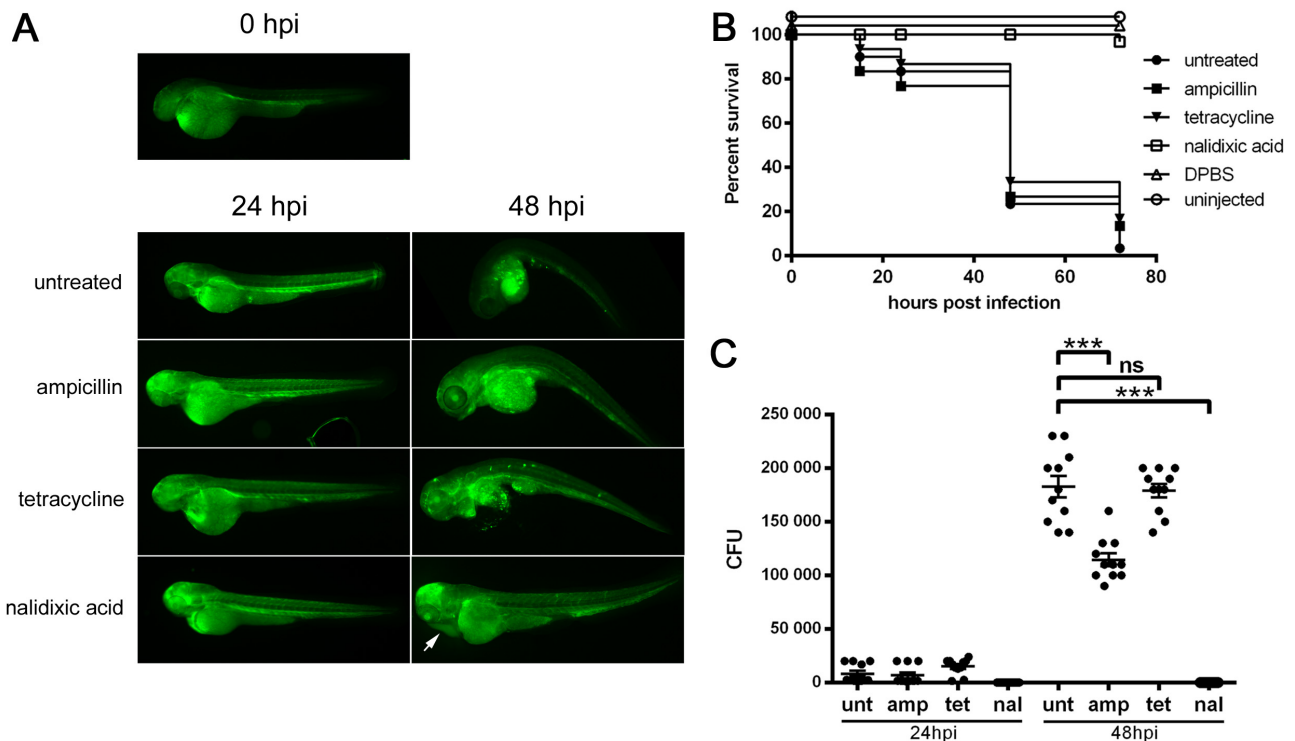 A
0 hpi
24 hpi
48 hpi
untreated
ampicillin
tetracycline
nalidixic acid
B
Percent survival
100
80
60
40
20
0
0 20 40 60 80
hours post infection
untreated
ampicillin
tetracycline
nalidixic acid
DPBS
uninjected
C
***
ns
***
CFU
250 000
200 000
150 000
100 000
50 000
0
unt amp tet nal unt amp tet nal
24hpi 48hpi